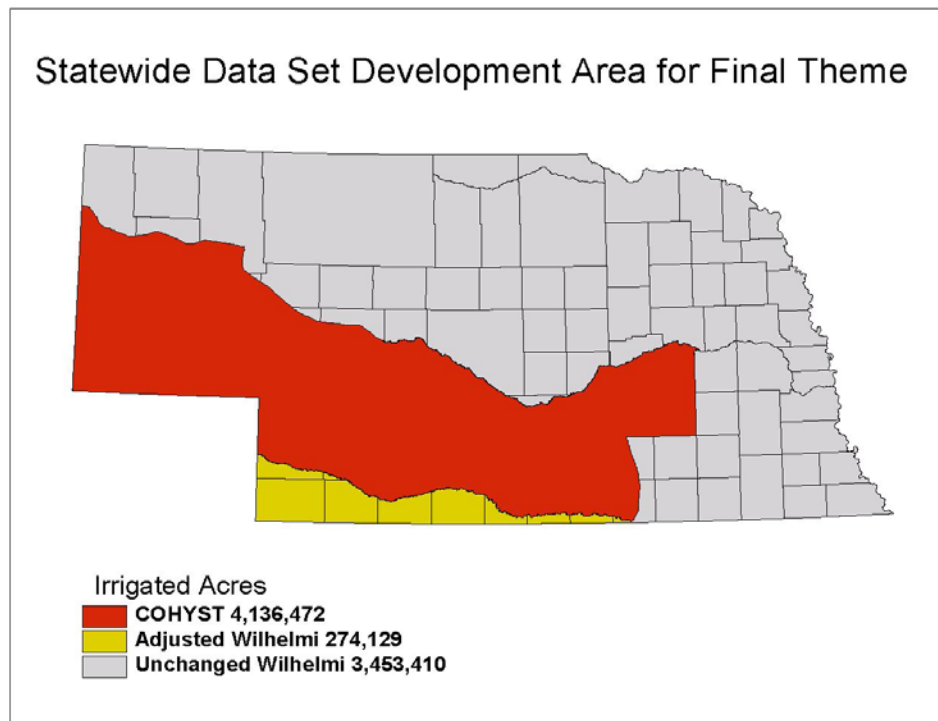 Statewide Data Set Development Area for Final Theme
Irrigated Acres
COHYST 4,136,472
Adjusted Wilhelmi 274,129
Unchanged Wilhelmi 3,453,410